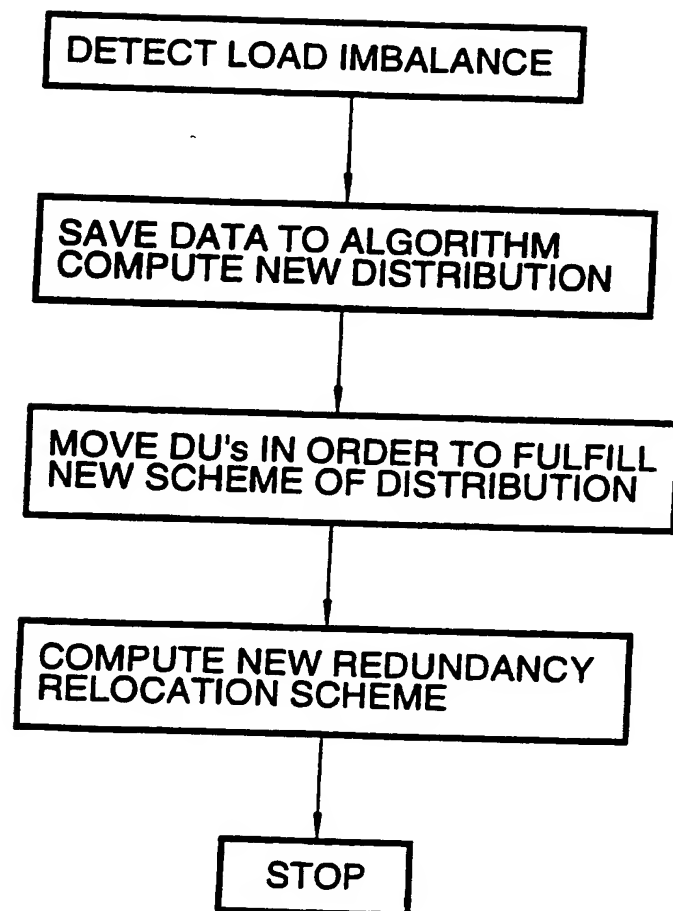 DETECT LOAD IMBALANCE
SAVE DATA TO ALGORITHM
COMPUTE NEW DISTRIBUTION
MOVE DU's IN ORDER TO FULFILL
NEW SCHEME OF DISTRIBUTION
COMPUTE NEW REDUNDANCY
RELOCATION SCHEME
STOP